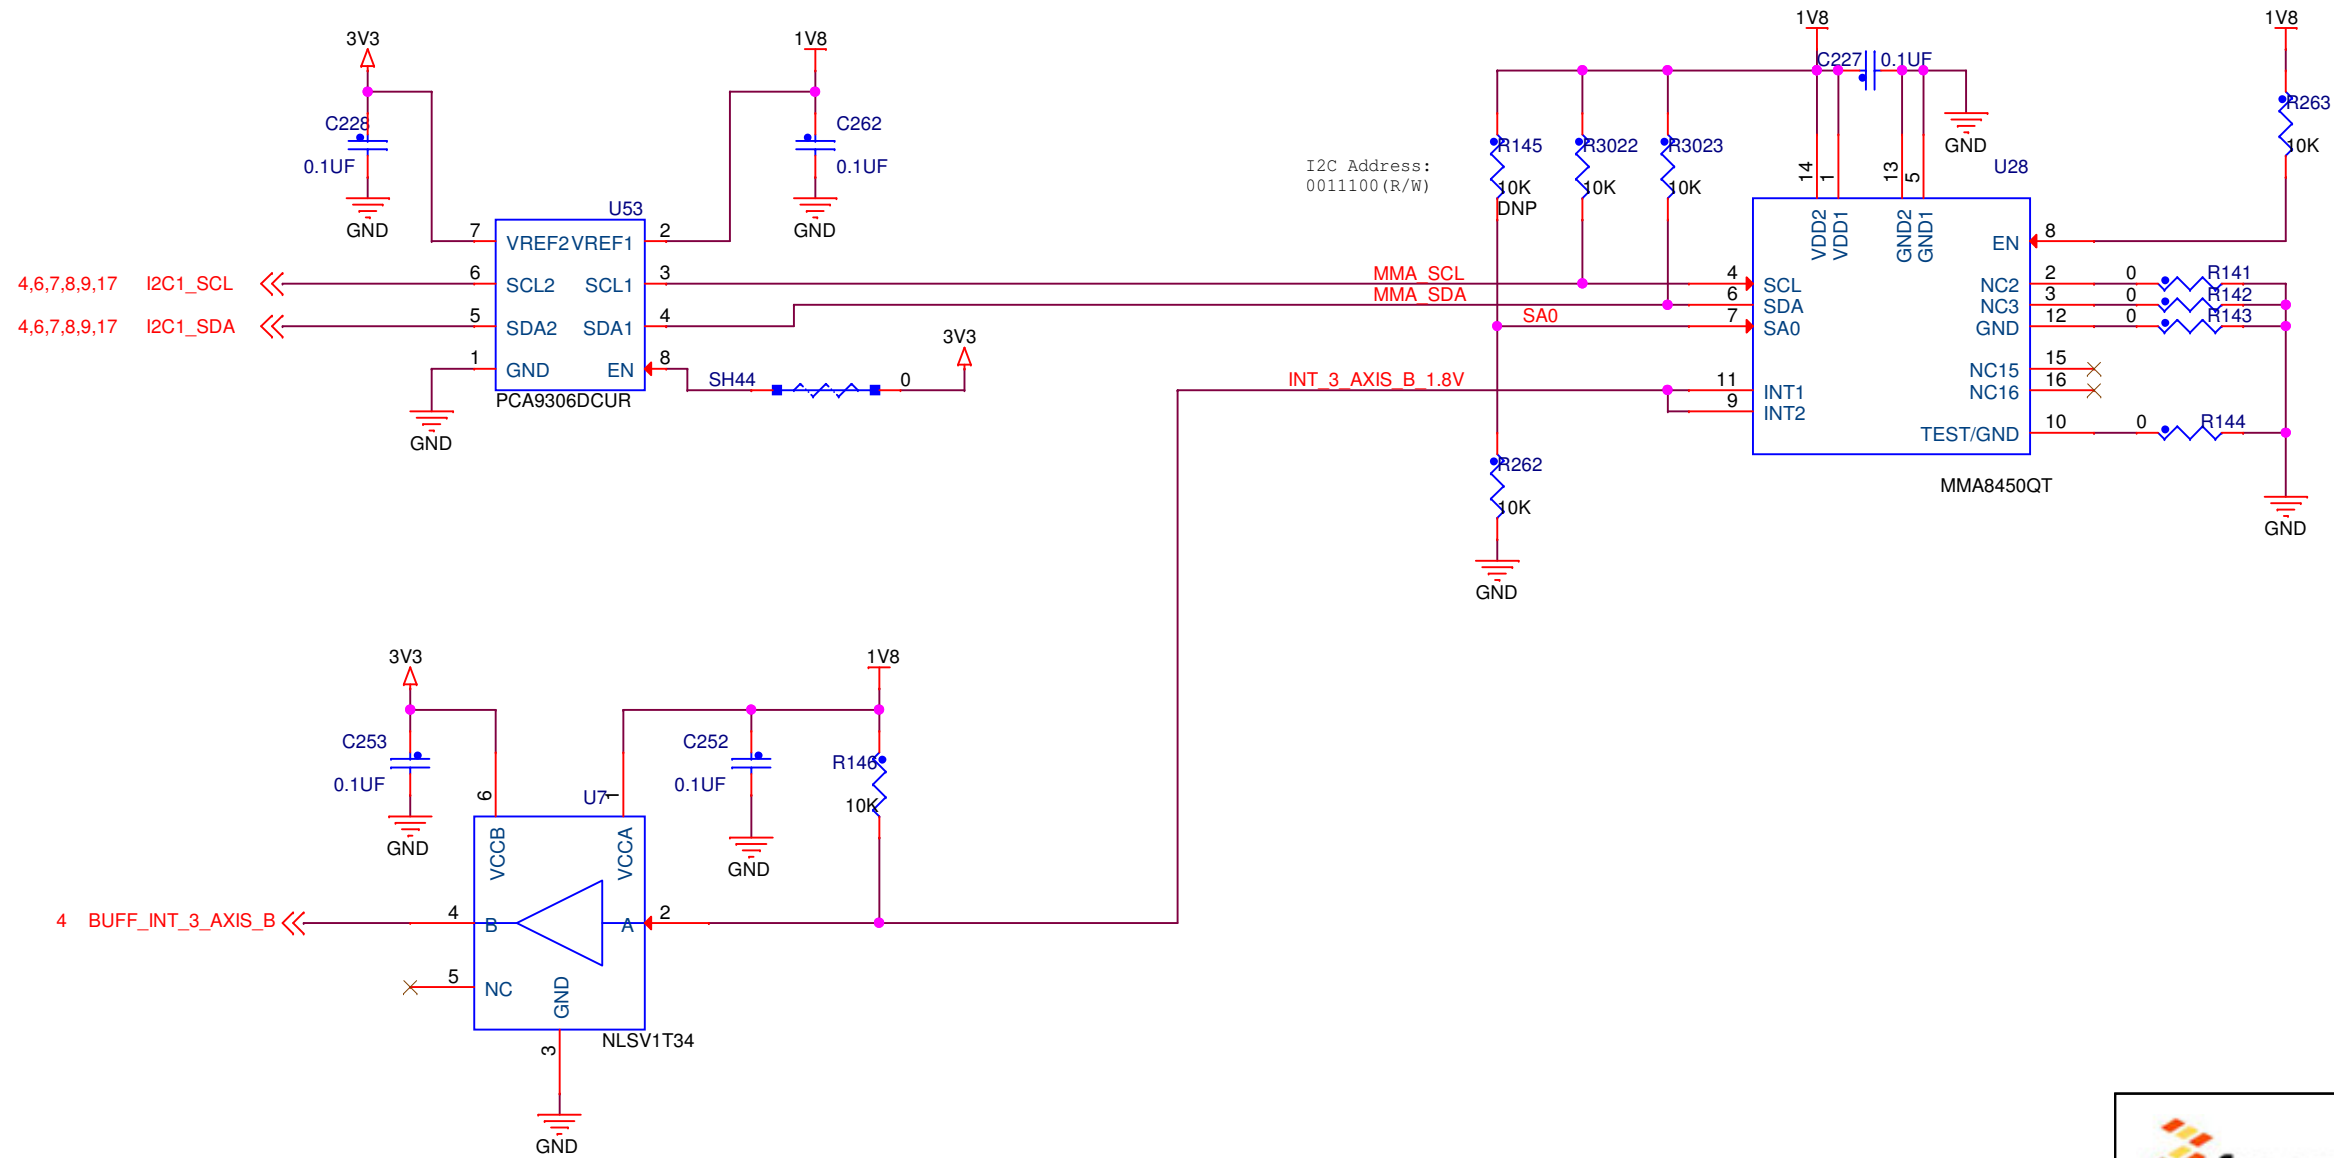 3V3
1V8
C228
0.1UF
GND
C262
0.1UF
GND
U53
7 VREF2 VREF1 2
4,6,7,8,9,17 I2C1_SCL 6 SCL2 SCL1 3
4,6,7,8,9,17 I2C1_SDA 5 SDA2 SDA1 4
1 GND EN 8
PCA9306DCUR
GND
SH44 0
3V3
I2C Address:
0011100(R/W)
R145
10K
DNP
R3022
10K
R3023
10K
1V8
C227 0.1UF
GND
1V8
R263
10K
U28
14 1 13 5
VDD2 VDD1 GND2 GND1
MMA_SCL 4 SCL
MMA_SDA 6 SDA
SA0 7 SA0
INT_3_AXIS_B_1.8V 11 INT1
9 INT2
EN 8
NC2 2 0 R141
NC3 3 0 R142
GND 12 0 R143
NC15 15
NC16 16
TEST/GND 10 0 R144
MMA8450QT
GND
R262
10K
GND
3V3
1V8
C253
0.1UF
GND
C252
0.1UF
GND
R146
10K
6 U7 1
VCCB VCCA
4 BUFF_INT_3_AXIS_B 4 B A 2
5 NC
GND
3
NLSV1T34
GND